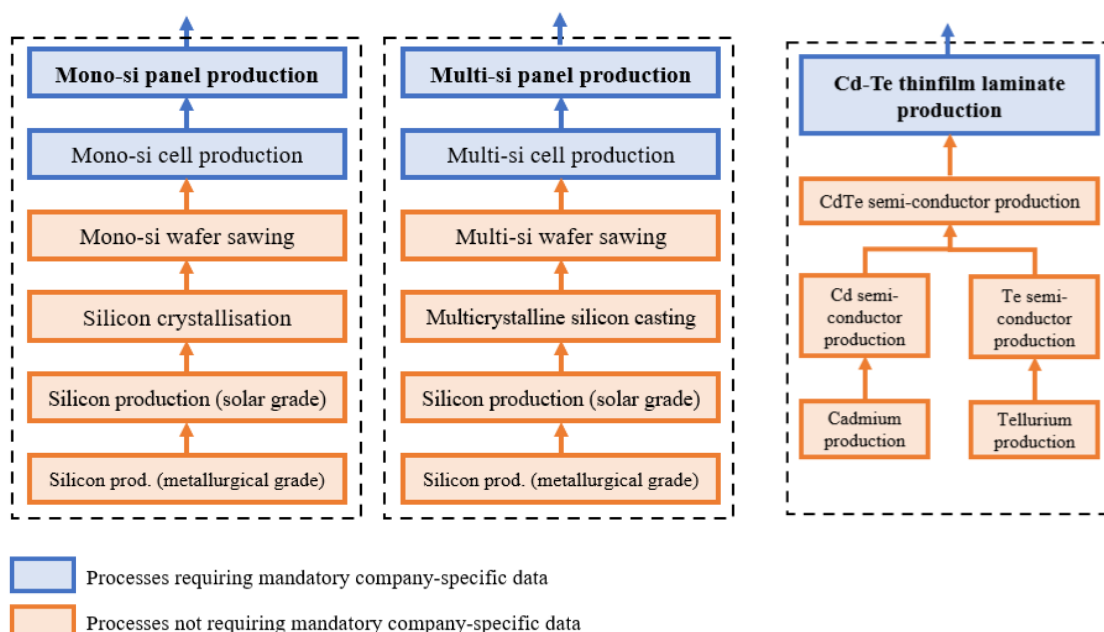 Mono-si panel production
Mono-si cell production
Mono-si wafer sawing
Silicon crystallisation
Silicon production (solar grade)
Silicon prod. (metallurgical grade)
Multi-si panel production
Multi-si cell production
Multi-si wafer sawing
Multicrystalline silicon casting
Silicon production (solar grade)
Silicon prod. (metallurgical grade)
Cd-Te thinfilm laminate
production
CdTe semi-conductor production
Cd semi-
conductor
production
Te semi-
conductor
production
Cadmium
production
Tellurium
production
Processes requiring mandatory company-specific data
Processes not requiring mandatory company-specific data